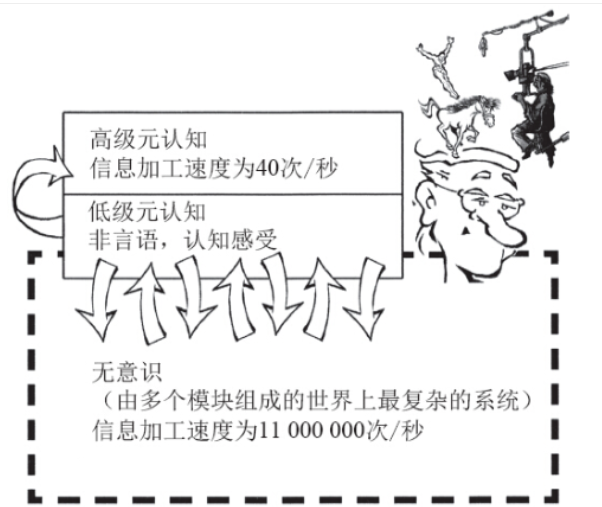 高级元认知
信息加工速度为40次/秒
低级元认知
非言语，认知感受
无意识
（由多个模块组成的世界上最复杂的系统）
信息加工速度为11 000 000次/秒